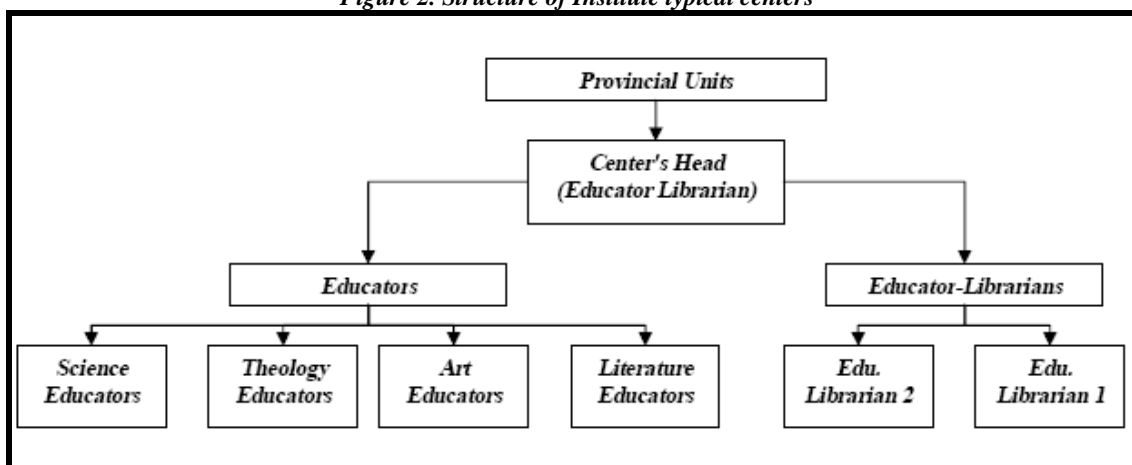 Figure 2. Structure of Institute typical centers
Provincial Units
Center's Head
(Educator Librarian)
Educators
Educator-Librarians
Science
Educators
Theology
Educators
Art
Educators
Literature
Educators
Edu.
Librarian 2
Edu.
Librarian 1